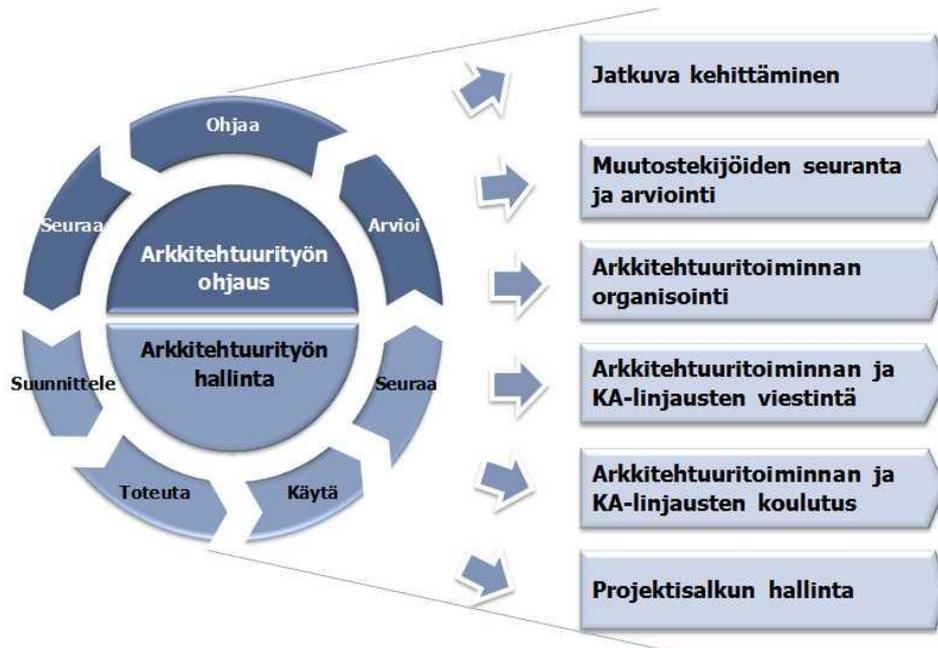 Ohjaa
Seuraa
Arvioi
Arkkitehtuurityön
ohjaus
Arkkitehtuurityön
hallinta
Suunnittele
Seuraa
Toteuta
Käytä
Jatkuva kehittäminen
Muutostekijöiden seuranta
ja arviointi
Arkkitehtuuritoiminnan
organisointi
Arkkitehtuuritoiminnan ja
KA-linjausten viestintä
Arkkitehtuuritoiminnan ja
KA-linjausten koulutus
Projektisalkun hallinta